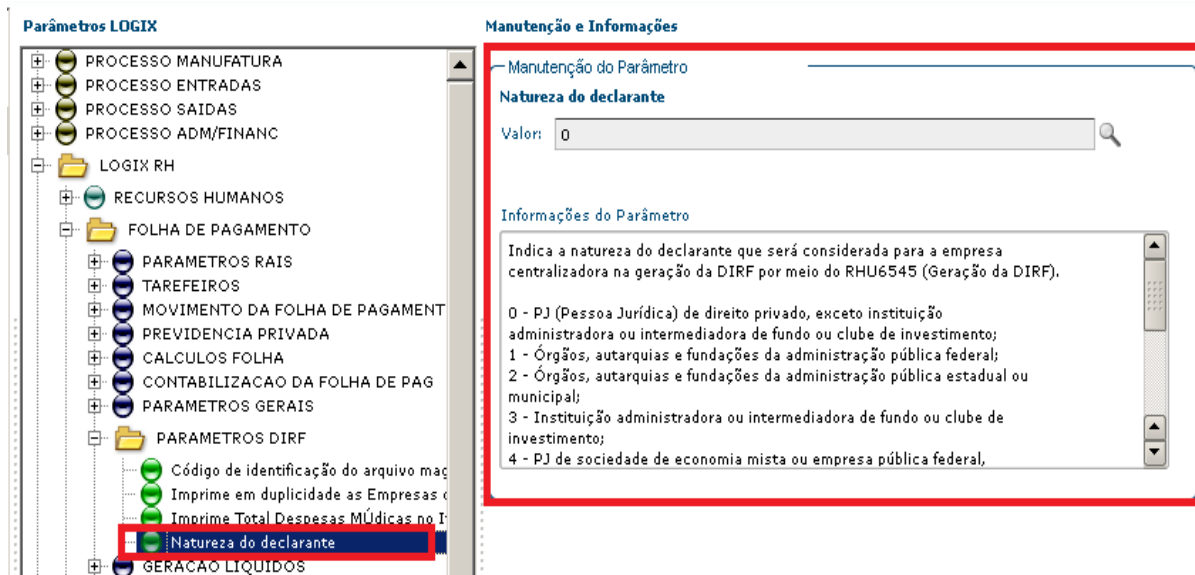 Parâmetros LOGIX
PROCESSO MANUFATURA
PROCESSO ENTRADAS
PROCESSO SAIDAS
PROCESSO ADM/FINANC
LOGIX RH
RECURSOS HUMANOS
FOLHA DE PAGAMENTO
PARAMETROS RAIS
TAREFEIROS
MOVIMENTO DA FOLHA DE PAGAMENT
PREVIDENCIA PRIVADA
CALCULOS FOLHA
CONTABILIZACAO DA FOLHA DE PAG
PARAMETROS GERAIS
PARAMETROS DIRF
Código de identificação do arquivo mag
Imprime em duplicidade as Empresas
Imprime Total Despesas MÚdicas no
Natureza do declarante
GERACAO LIQUIDOS
Manutenção e Informações
Manutenção do Parâmetro
Natureza do declarante
Valor: 0
Informações do Parâmetro
Indica a natureza do declarante que será considerada para a empresa
centralizadora na geração da DIRF por meio do RHU6545 (Geração da DIRF).
0 - PJ (Pessoa Jurídica) de direito privado, exceto instituição
administradora ou intermediadora de fundo ou clube de investimento;
1 - Órgãos, autarquias e fundações da administração pública federal;
2 - Órgãos, autarquias e fundações da administração pública estadual ou
municipal;
3 - Instituição administradora ou intermediadora de fundo ou clube de
investimento;
4 - PJ de sociedade de economia mista ou empresa pública federal,